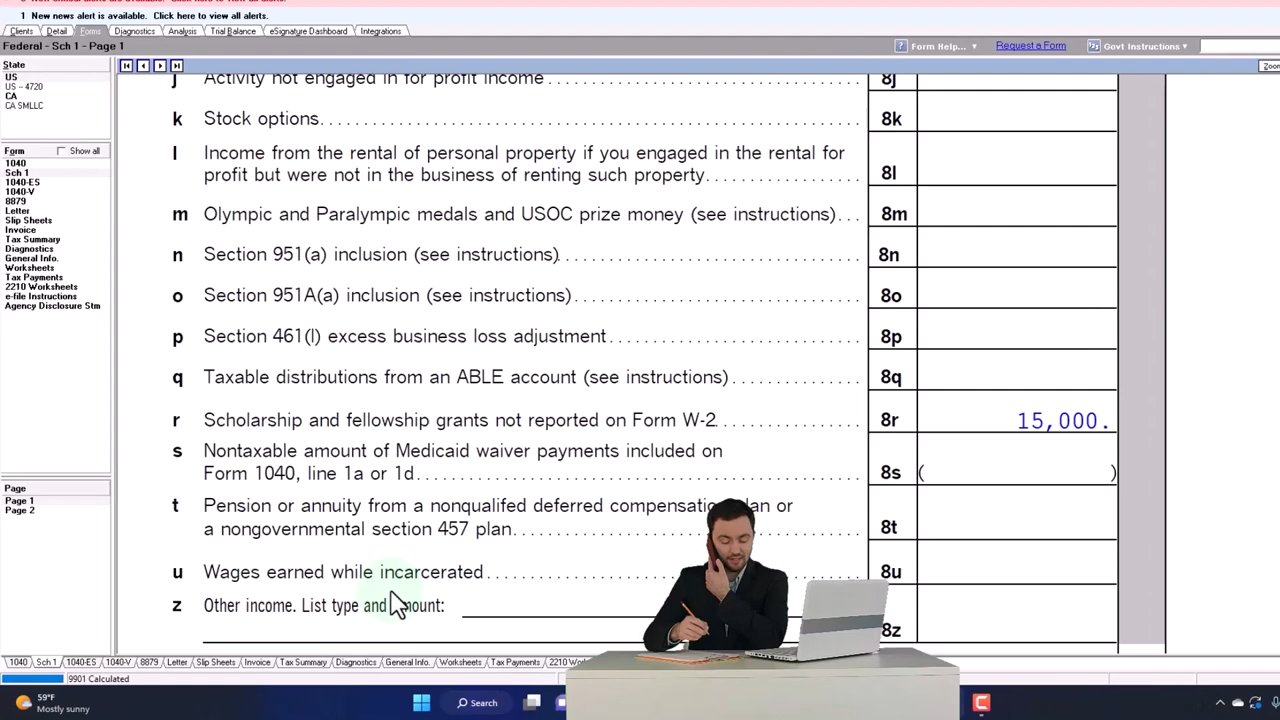 1 New news alert is available. Click here to view all alerts.
Clients Detail Forms Diagnostics Analysis Trial Balance eSignature Dashboard Integrations
Federal - Sch 1 - Page 1
? Form Help... Request a Form Govt Instructions
State
US
US - 4720
CA
CA SMLLC
Form Show all
1040
Sch 1
1040-ES
1040-V
8879
Letter
Slip Sheets
Invoice
Tax Summary
Diagnostics
General Info.
Worksheets
Tax Payments
2210 Worksheets
e-file Instructions
Agency Disclosure Stm
Page
Page 1
Page 2
Zoom
j Activity not engaged in for profit income 8j
k Stock options 8k
l Income from the rental of personal property if you engaged in the rental for
profit but were not in the business of renting such property 8l
m Olympic and Paralympic medals and USOC prize money (see instructions) 8m
n Section 951(a) inclusion (see instructions) 8n
o Section 951A(a) inclusion (see instructions) 8o
p Section 461(l) excess business loss adjustment 8p
q Taxable distributions from an ABLE account (see instructions) 8q
r Scholarship and fellowship grants not reported on Form W-2 8r 15,000.
s Nontaxable amount of Medicaid waiver payments included on
Form 1040, line 1a or 1d 8s ( )
t Pension or annuity from a nonqualifed deferred compensation plan or
a nongovernmental section 457 plan 8t
u Wages earned while incarcerated 8u
z Other income. List type and amount:
8z
1040 Sch 1 1040-ES 1040-V 8879 Letter Slip Sheets Invoice Tax Summary Diagnostics General Info. Worksheets Tax Payments 2210
9901 Calculated
59°F
Mostly sunny
Search